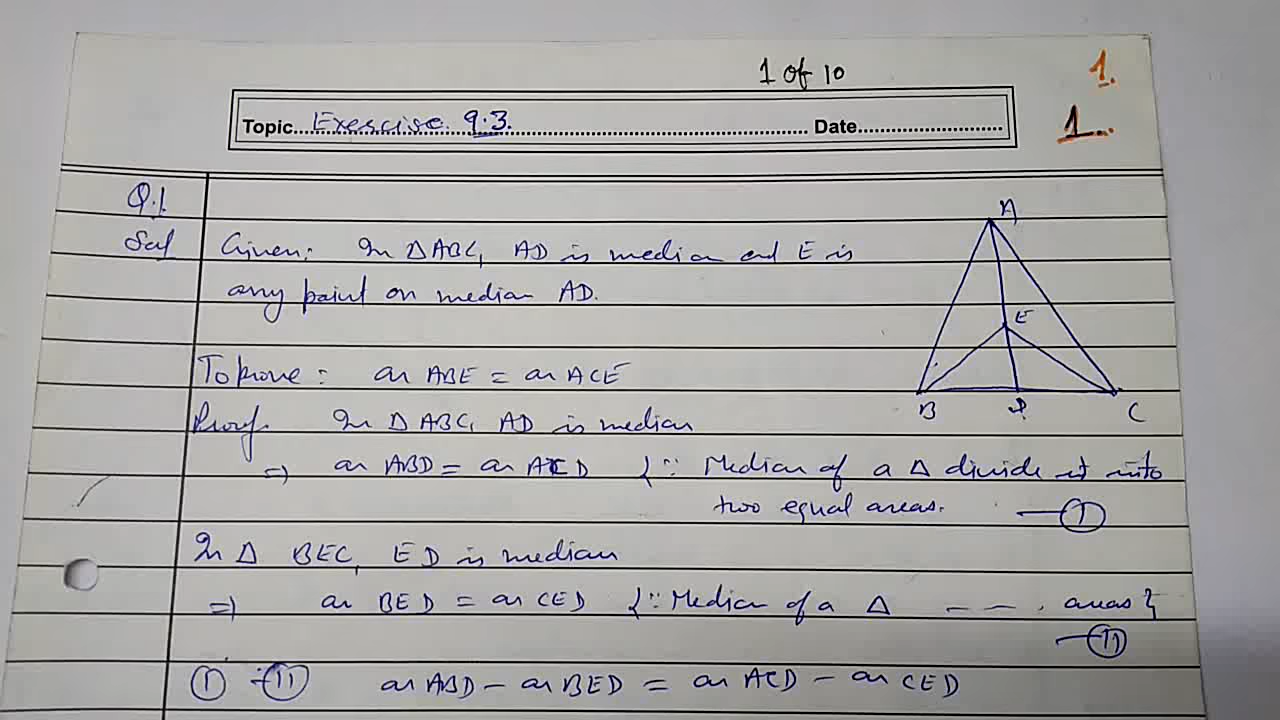 1 of 10
1.
Topic... Exercise 9.3. ... Date...
1..
Q.1
Sol Given: In △ABC, AD is median and E is
any point on median AD.
A
E
B D C
To prove: ar ABE = ar ACE
Proof In △ABC, AD is median
⇒ ar ABD = ar ACD {∵ Median of a △ divide it into
two equal areas. —(I)
In △ BEC, ED is median
⇒ ar BED = ar CED {∵ Median of a △ – – . areas}
—(II)
(I) - (II) ar ABD – ar BED = ar ACD – ar CED